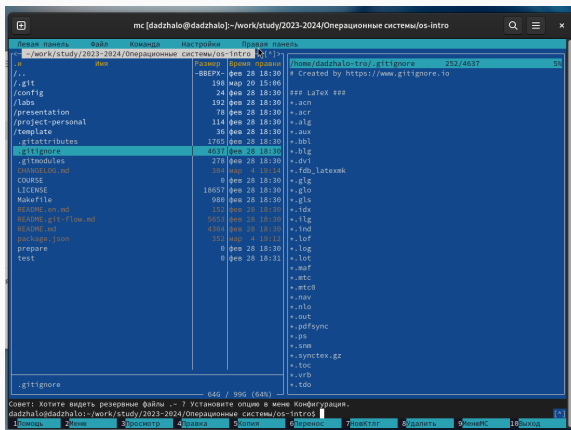 mc [dadzhalo@dadzhalo]:~/work/study/2023-2024/Операционные системы/os-intro
Левая панель Файл Команда Настройки Правая панель
<- ~/work/study/2023-2024/Операционные системы/os-intro .[^]>
.и Имя Размер Время правки
/.. -ВВЕРХ- фев 28 18:30
/.git 198 мар 20 15:06
/config 24 фев 28 18:30
/labs 192 фев 28 18:30
/presentation 78 фев 28 18:30
/project-personal 114 фев 28 18:30
/template 36 фев 28 18:30
.gitattributes 1765 фев 28 18:30
.gitignore 4637 фев 28 18:30
.gitmodules 278 фев 28 18:30
CHANGELOG.md 384 мар 4 19:14
COURSE 0 фев 28 18:30
LICENSE 18657 фев 28 18:30
Makefile 980 фев 28 18:30
README.en.md 152 фев 28 18:30
README.git-flow.md 5653 фев 28 18:30
README.md 4384 фев 28 18:30
package.json 352 мар 4 19:12
prepare 0 фев 28 18:30
test 0 фев 28 18:31
.gitignore
64G / 99G (64%)
/home/dadzhalo-tro/.gitignore 252/4637 5%
# Created by https://www.gitignore.io
### LaTeX ###
*.acn
*.acr
*.alg
*.aux
*.bbl
*.blg
*.dvi
*.fdb_latexmk
*.glg
*.glo
*.gls
*.idx
*.ilg
*.ind
*.lof
*.log
*.lot
*.maf
*.mtc
*.mtc0
*.nav
*.nlo
*.out
*.pdfsync
*.ps
*.snm
*.synctex.gz
*.toc
*.vrb
*.tdo
Совет: Хотите видеть резервные файлы .~ ? Установите опцию в меню Конфигурация.
dadzhalo@dadzhalo:~/work/study/2023-2024/Операционные системы/os-intro$ [^]
1Помощь 2Меню 3Просмотр 4Правка 5Копия 6Перенос 7НовКтлг 8Удалить 9МенюМС 10Выход